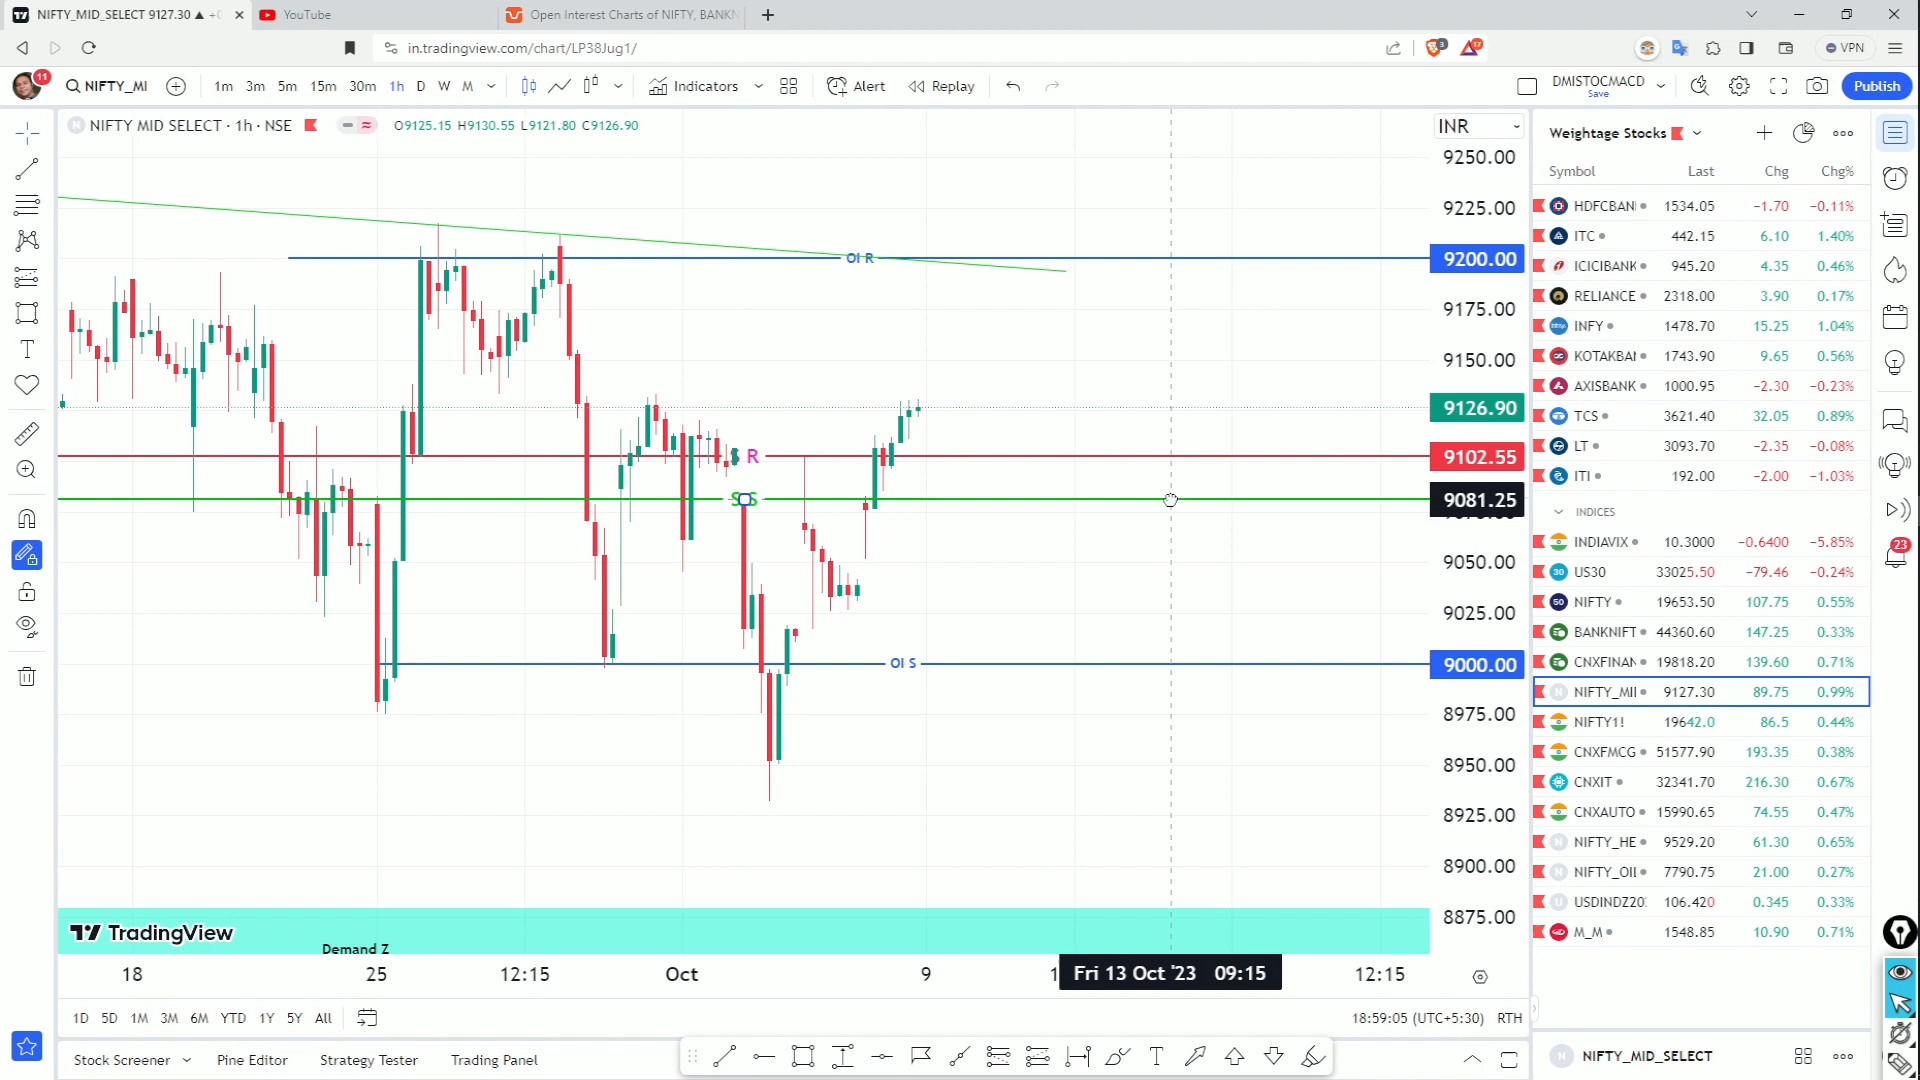 NIFTY_MID_SELECT 9127.30 ▲ +0
YouTube
Open Interest Charts of NIFTY, BANKN
in.tradingview.com/chart/LP38Jug1/
3
17
VPN
11
NIFTY_MI
1m 3m 5m 15m 30m 1h D W M
Indicators
Alert
Replay
DMISTOCMACD
Save
Publish
NIFTY MID SELECT · 1h · NSE
O9125.15 H9130.55 L9121.80 C9126.90
INR
9250.00
9225.00
9200.00
9175.00
9150.00
9126.90
9102.55
9081.25
9050.00
9025.00
9000.00
8975.00
8950.00
8925.00
8900.00
8875.00
OI R
S R
OI S
TradingView
Demand Z
18 25 12:15 Oct 9 Fri 13 Oct '23 09:15 12:15
1D 5D 1M 3M 6M YTD 1Y 5Y All
18:59:05 (UTC+5:30) RTH
Stock Screener Pine Editor Strategy Tester Trading Panel
Weightage Stocks
Symbol Last Chg Chg%
HDFCBAN 1534.05 −1.70 −0.11%
ITC 442.15 6.10 1.40%
ICICIBANK 945.20 4.35 0.46%
RELIANCE 2318.00 3.90 0.17%
INFY 1478.70 15.25 1.04%
KOTAKBAI 1743.90 9.65 0.56%
AXISBANK 1000.95 −2.30 −0.23%
TCS 3621.40 32.05 0.89%
LT 3093.70 −2.35 −0.08%
ITI 192.00 −2.00 −1.03%
INDICES
INDIAVIX 10.3000 −0.6400 −5.85%
US30 33025.50 −79.46 −0.24%
NIFTY 19653.50 107.75 0.55%
BANKNIFT 44360.60 147.25 0.33%
CNXFINAN 19818.20 139.60 0.71%
NIFTY_MII 9127.30 89.75 0.99%
NIFTY1! 19642.0 86.5 0.44%
CNXFMCG 51577.90 193.35 0.38%
CNXIT 32341.70 216.30 0.67%
CNXAUTO 15990.65 74.55 0.47%
NIFTY_HE 9529.20 61.30 0.65%
NIFTY_OIL 7790.75 21.00 0.27%
USDINDZ20 106.420 0.345 0.33%
M_M 1548.85 10.90 0.71%
NIFTY_MID_SELECT
23